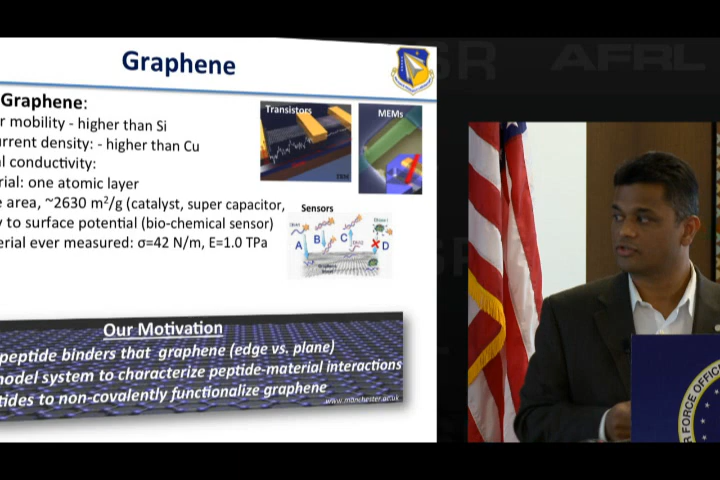 Graphene
Graphene:
r mobility - higher than Si
urrent density: - higher than Cu
l conductivity:
rial: one atomic layer
e area, ~2630 m²/g (catalyst, super capacitor,
y to surface potential (bio-chemical sensor)
erial ever measured: σ=42 N/m, E=1.0 TPa
Transistors
MEMs
Sensors
A B C D
Our Motivation
peptide binders that graphene (edge vs. plane)
model system to characterize peptide-material interactions
tides to non-covalently functionalize graphene
www.manchester.ac.uk
SR AFRL
R FORCE OFFIC